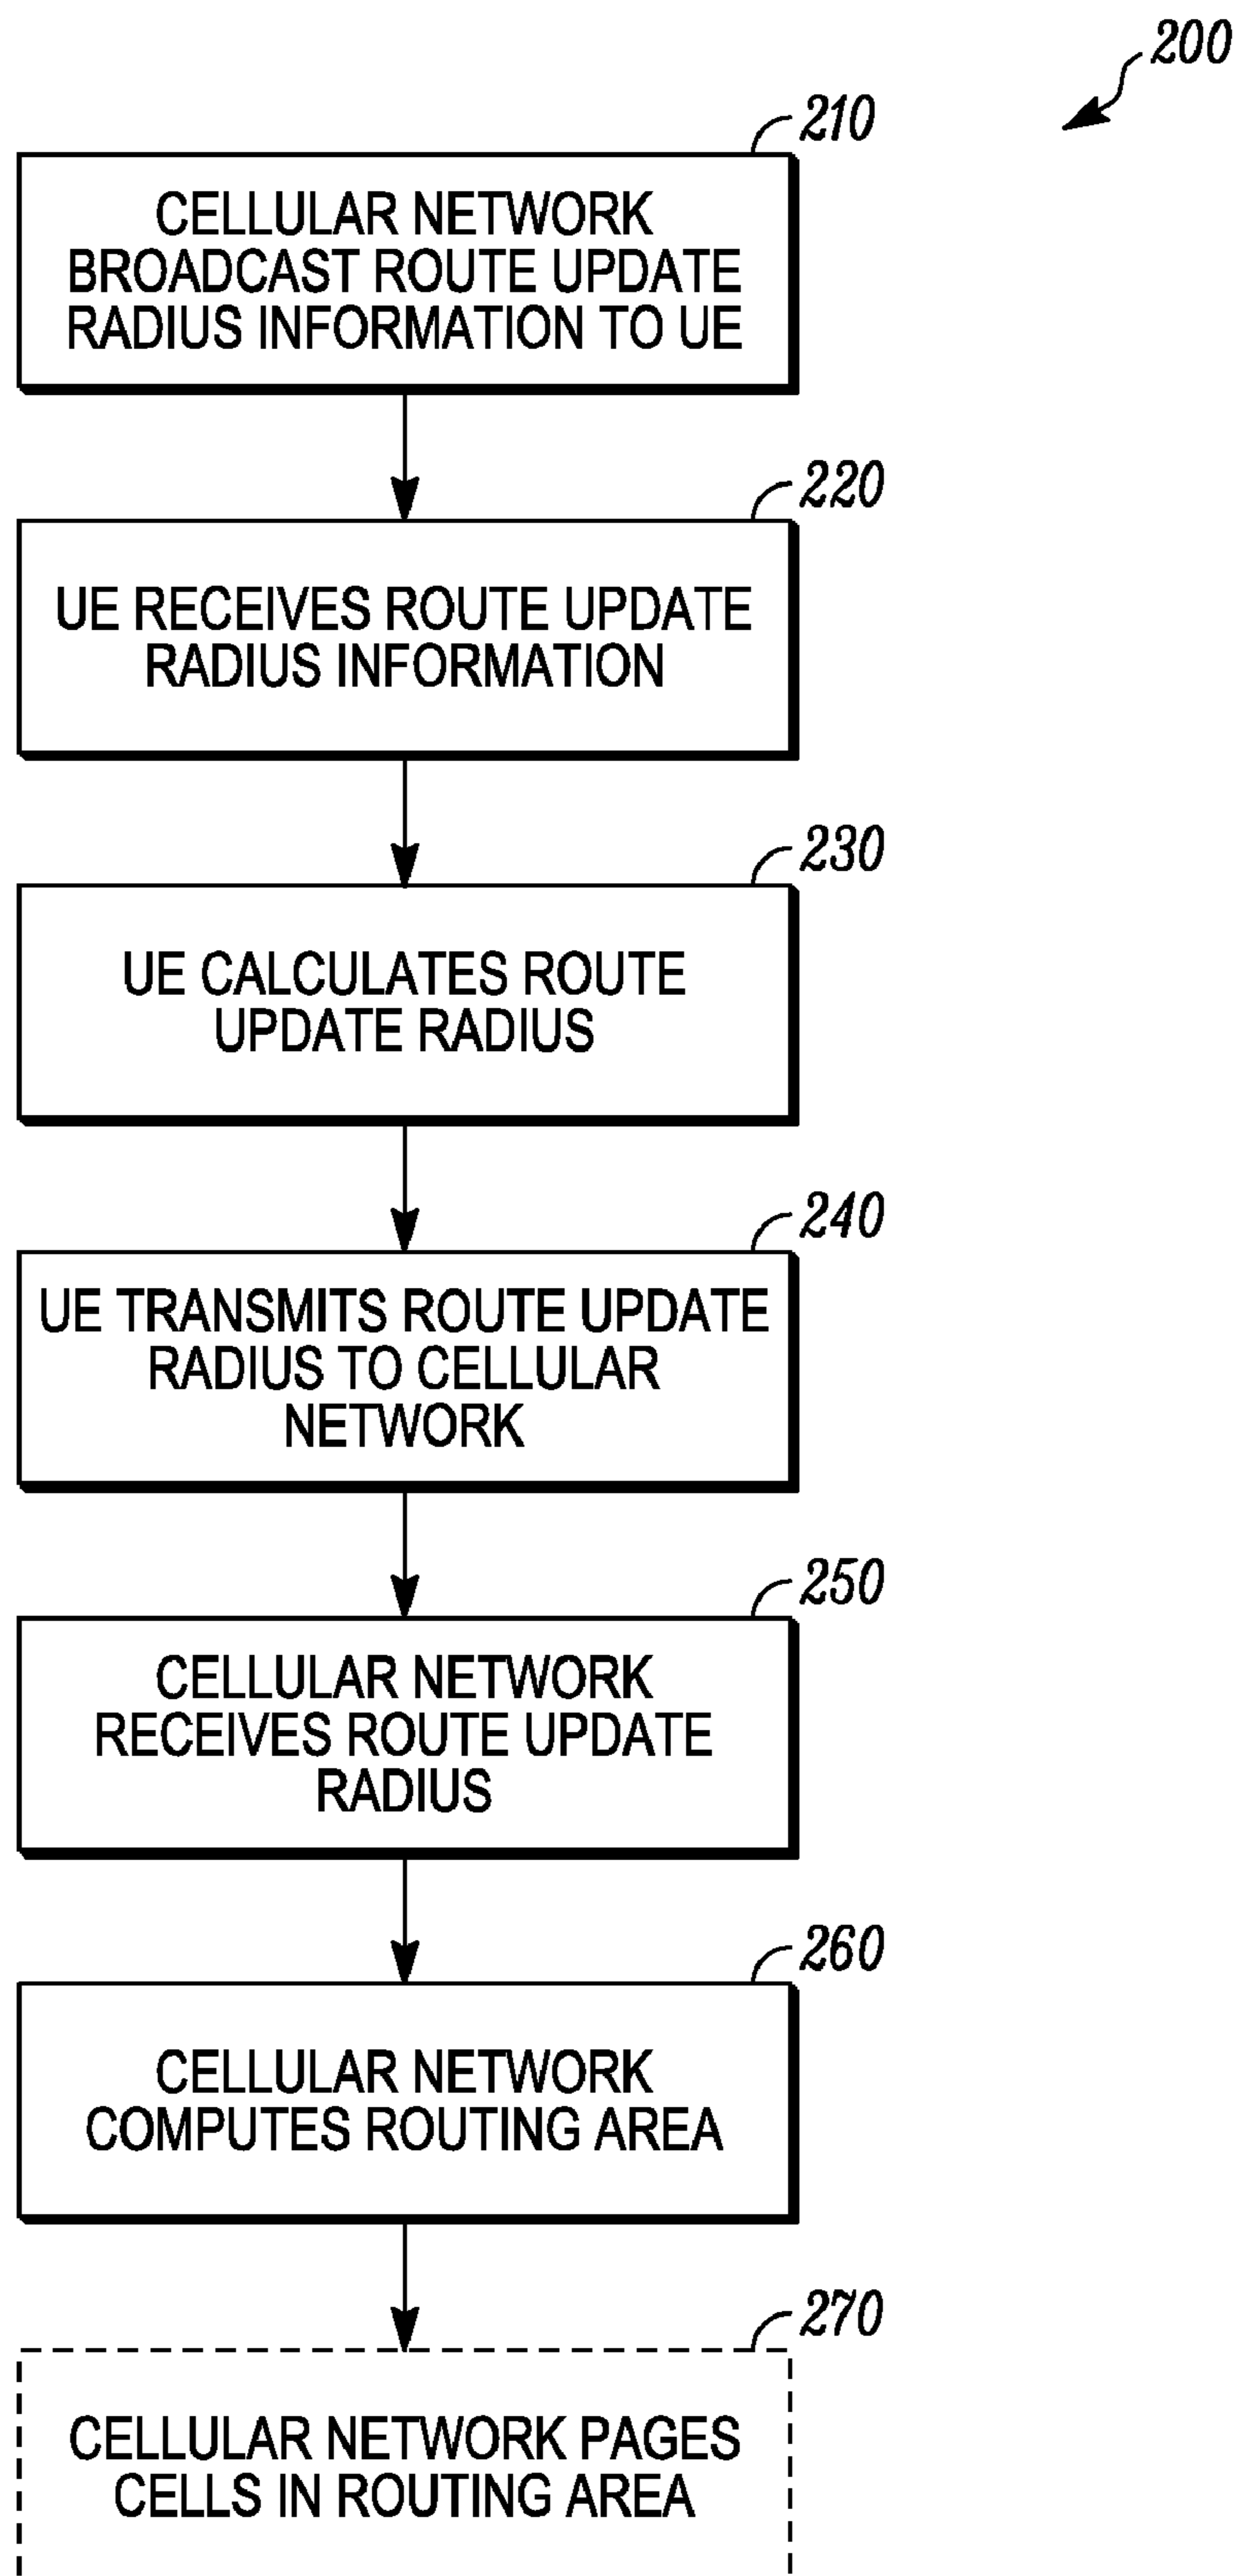 200
210
CELLULAR NETWORK
BROADCAST ROUTE UPDATE
RADIUS INFORMATION TO UE
220
UE RECEIVES ROUTE UPDATE
RADIUS INFORMATION
230
UE CALCULATES ROUTE
UPDATE RADIUS
240
UE TRANSMITS ROUTE UPDATE
RADIUS TO CELLULAR
NETWORK
250
CELLULAR NETWORK
RECEIVES ROUTE UPDATE
RADIUS
260
CELLULAR NETWORK
COMPUTES ROUTING AREA
270
CELLULAR NETWORK PAGES
CELLS IN ROUTING AREA